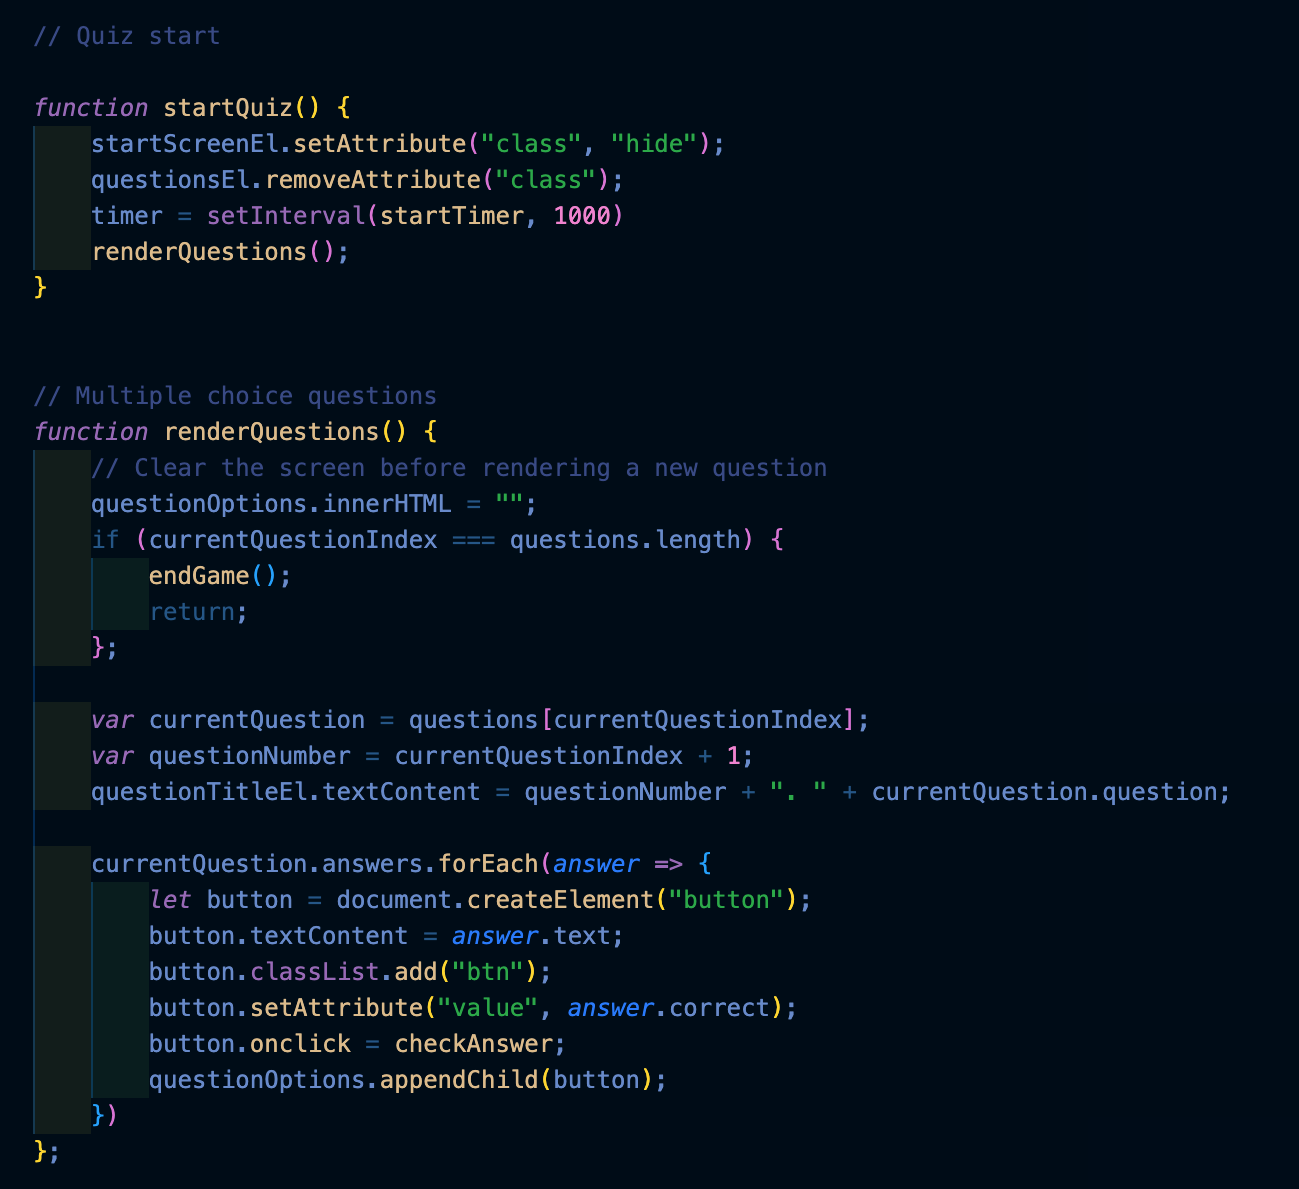 // Quiz start
function startQuiz() {
startScreenEl.setAttribute("class", "hide");
questionsEl.removeAttribute("class");
timer = setInterval(startTimer, 1000)
renderQuestions();
}
// Multiple choice questions
function renderQuestions() {
// Clear the screen before rendering a new question
questionOptions.innerHTML = "";
if (currentQuestionIndex === questions.length) {
endGame();
return;
};
var currentQuestion = questions[currentQuestionIndex];
var questionNumber = currentQuestionIndex + 1;
questionTitleEl.textContent = questionNumber + ". " + currentQuestion.question;
currentQuestion.answers.forEach(answer => {
let button = document.createElement("button");
button.textContent = answer.text;
button.classList.add("btn");
button.setAttribute("value", answer.correct);
button.onclick = checkAnswer;
questionOptions.appendChild(button);
})
};